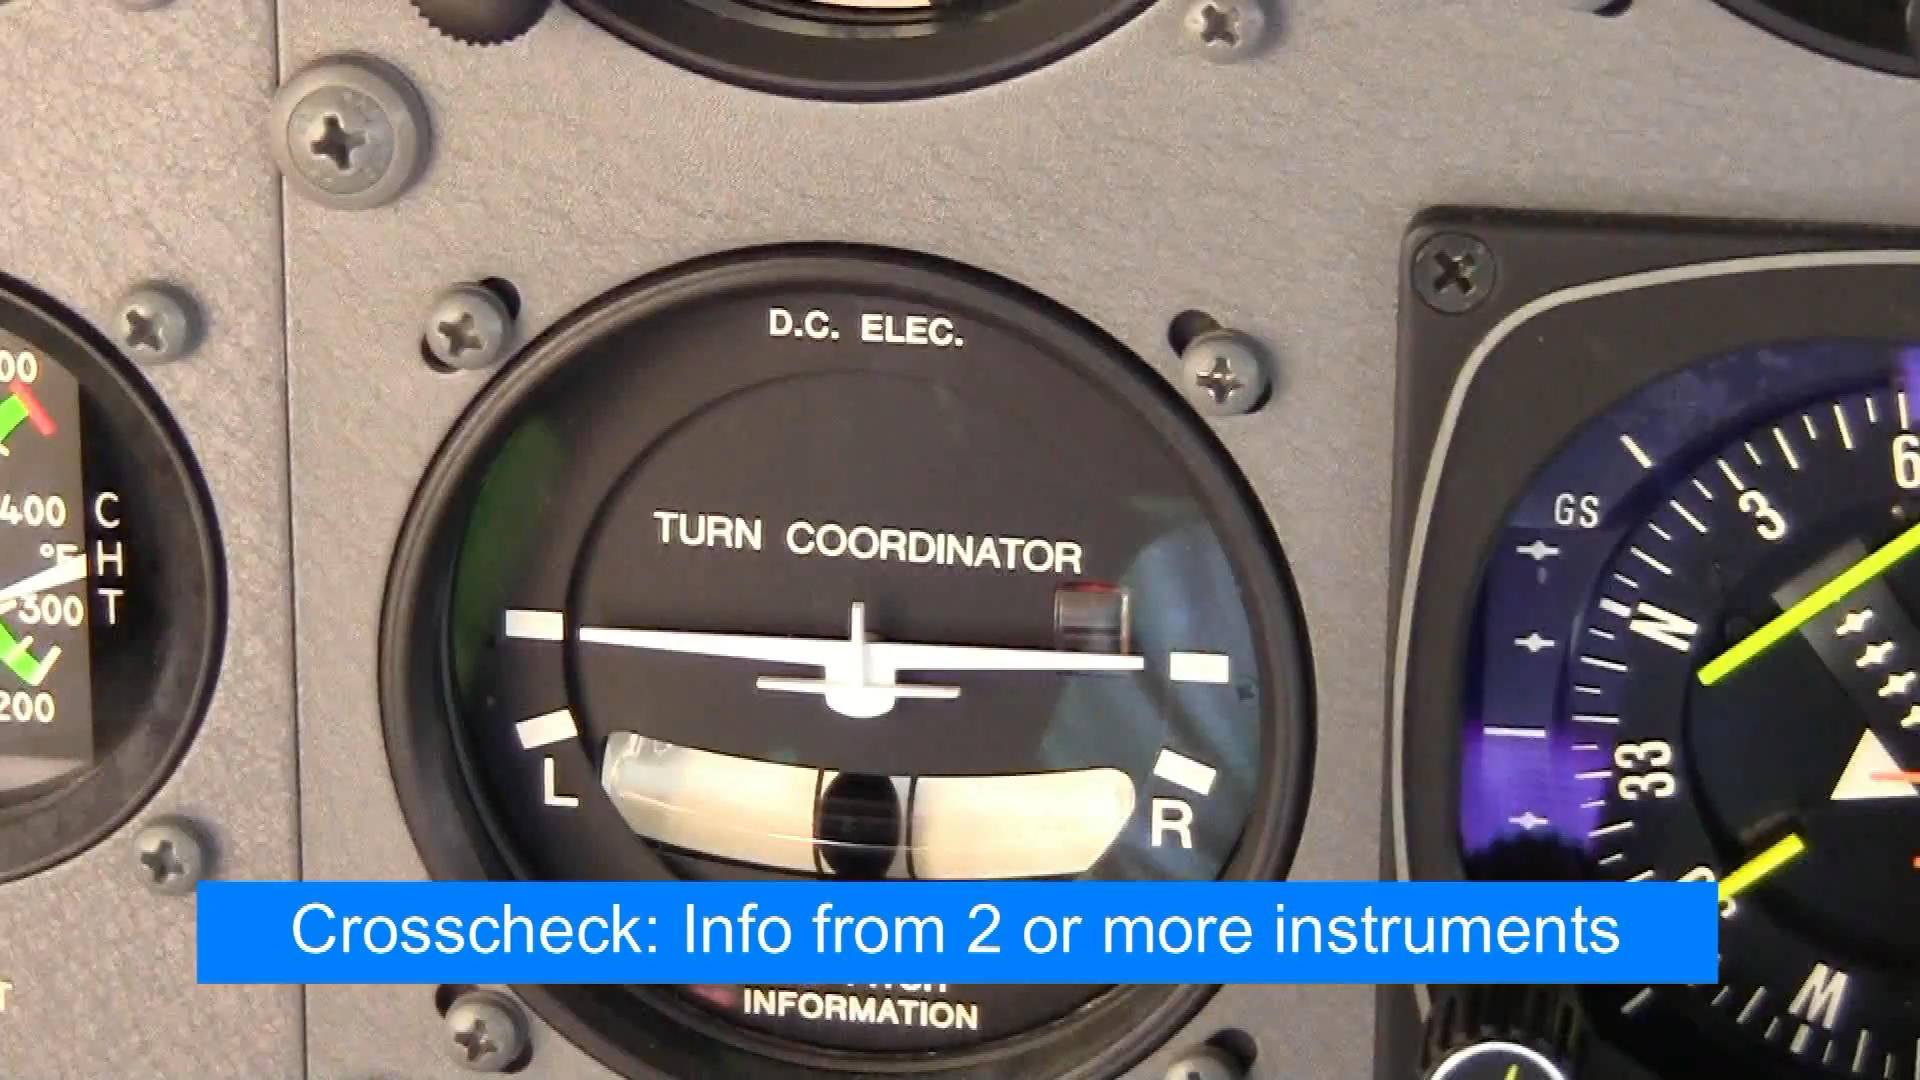 D.C. ELEC.
TURN COORDINATOR
L
R
400
°F
300
200
C
H
T
GS
6
3
N
33
W
Crosscheck: Info from 2 or more instruments
INFORMATION